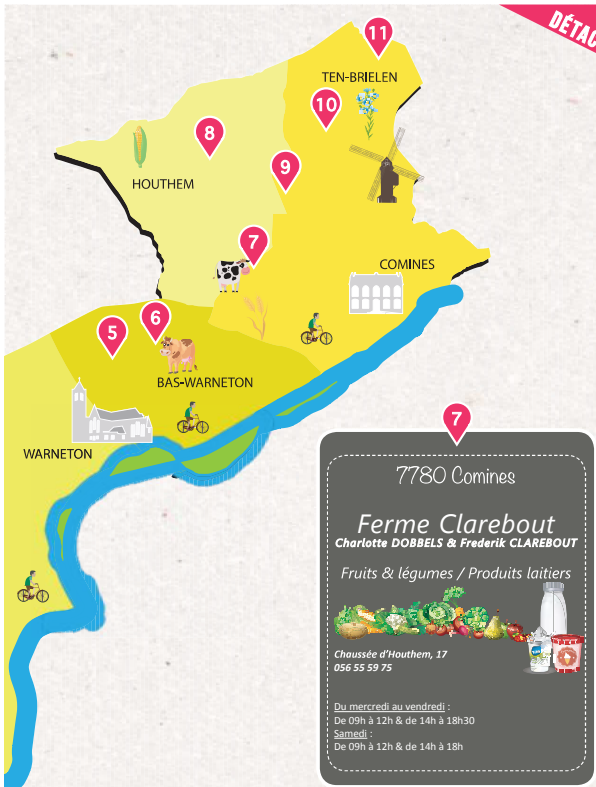 DÉTAC
11
TEN-BRIELEN
10
8
9
HOUTHEM
7
COMINES
5
6
BAS-WARNETON
WARNETON
7
7780 Comines
Ferme Clarebout
Charlotte DOBBELS & Frederik CLAREBOUT
Fruits & légumes / Produits laitiers
Chaussée d'Houthem, 17
056 55 59 75
Du mercredi au vendredi :
De 09h à 12h & de 14h à 18h30
Samedi :
De 09h à 12h & de 14h à 18h